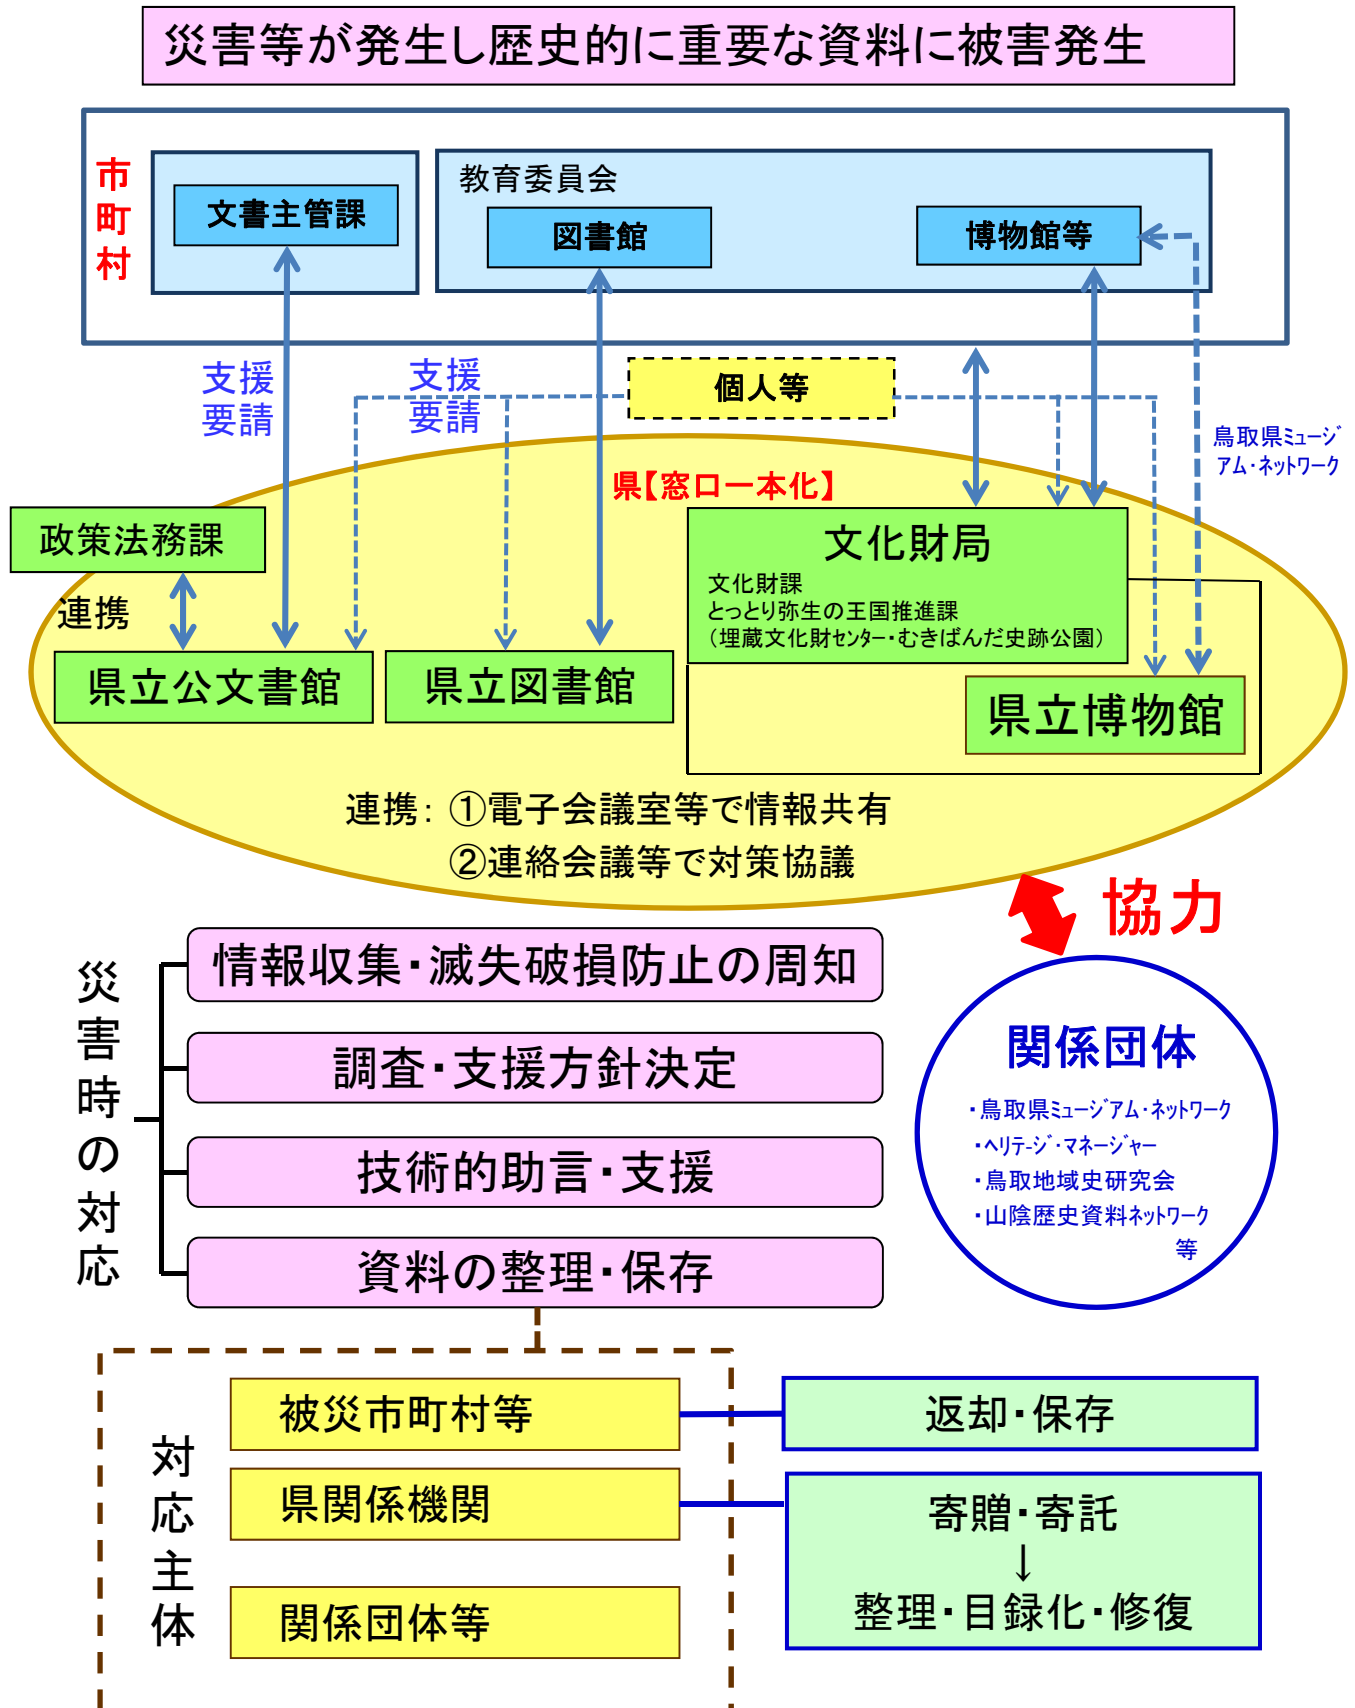 災害等が発生し歴史的に重要な資料に被害発生
市町村
文書主管課
教育委員会
図書館
博物館等
支援
要請
支援
要請
個人等
鳥取県ﾐｭｰｼﾞ
ｱﾑ・ﾈｯﾄﾜｰｸ
県【窓口一本化】
政策法務課
連携
文化財局
文化財課
とっとり弥生の王国推進課
（埋蔵文化財ｾﾝﾀｰ・むきばんだ史跡公園）
県立公文書館
県立図書館
県立博物館
連携：①電子会議室等で情報共有
②連絡会議等で対策協議
協力
災害時の対応
情報収集・滅失破損防止の周知
調査・支援方針決定
技術的助言・支援
資料の整理・保存
関係団体
・鳥取県ﾐｭｰｼﾞｱﾑ・ﾈｯﾄﾜｰｸ
・ﾍﾘﾃｰｼﾞ・ﾏﾈｰｼﾞｬｰ
・鳥取地域史研究会
・山陰歴史資料ﾈｯﾄﾜｰｸ
等
対応主体
被災市町村等
返却・保存
県関係機関
寄贈・寄託
↓
整理・目録化・修復
関係団体等